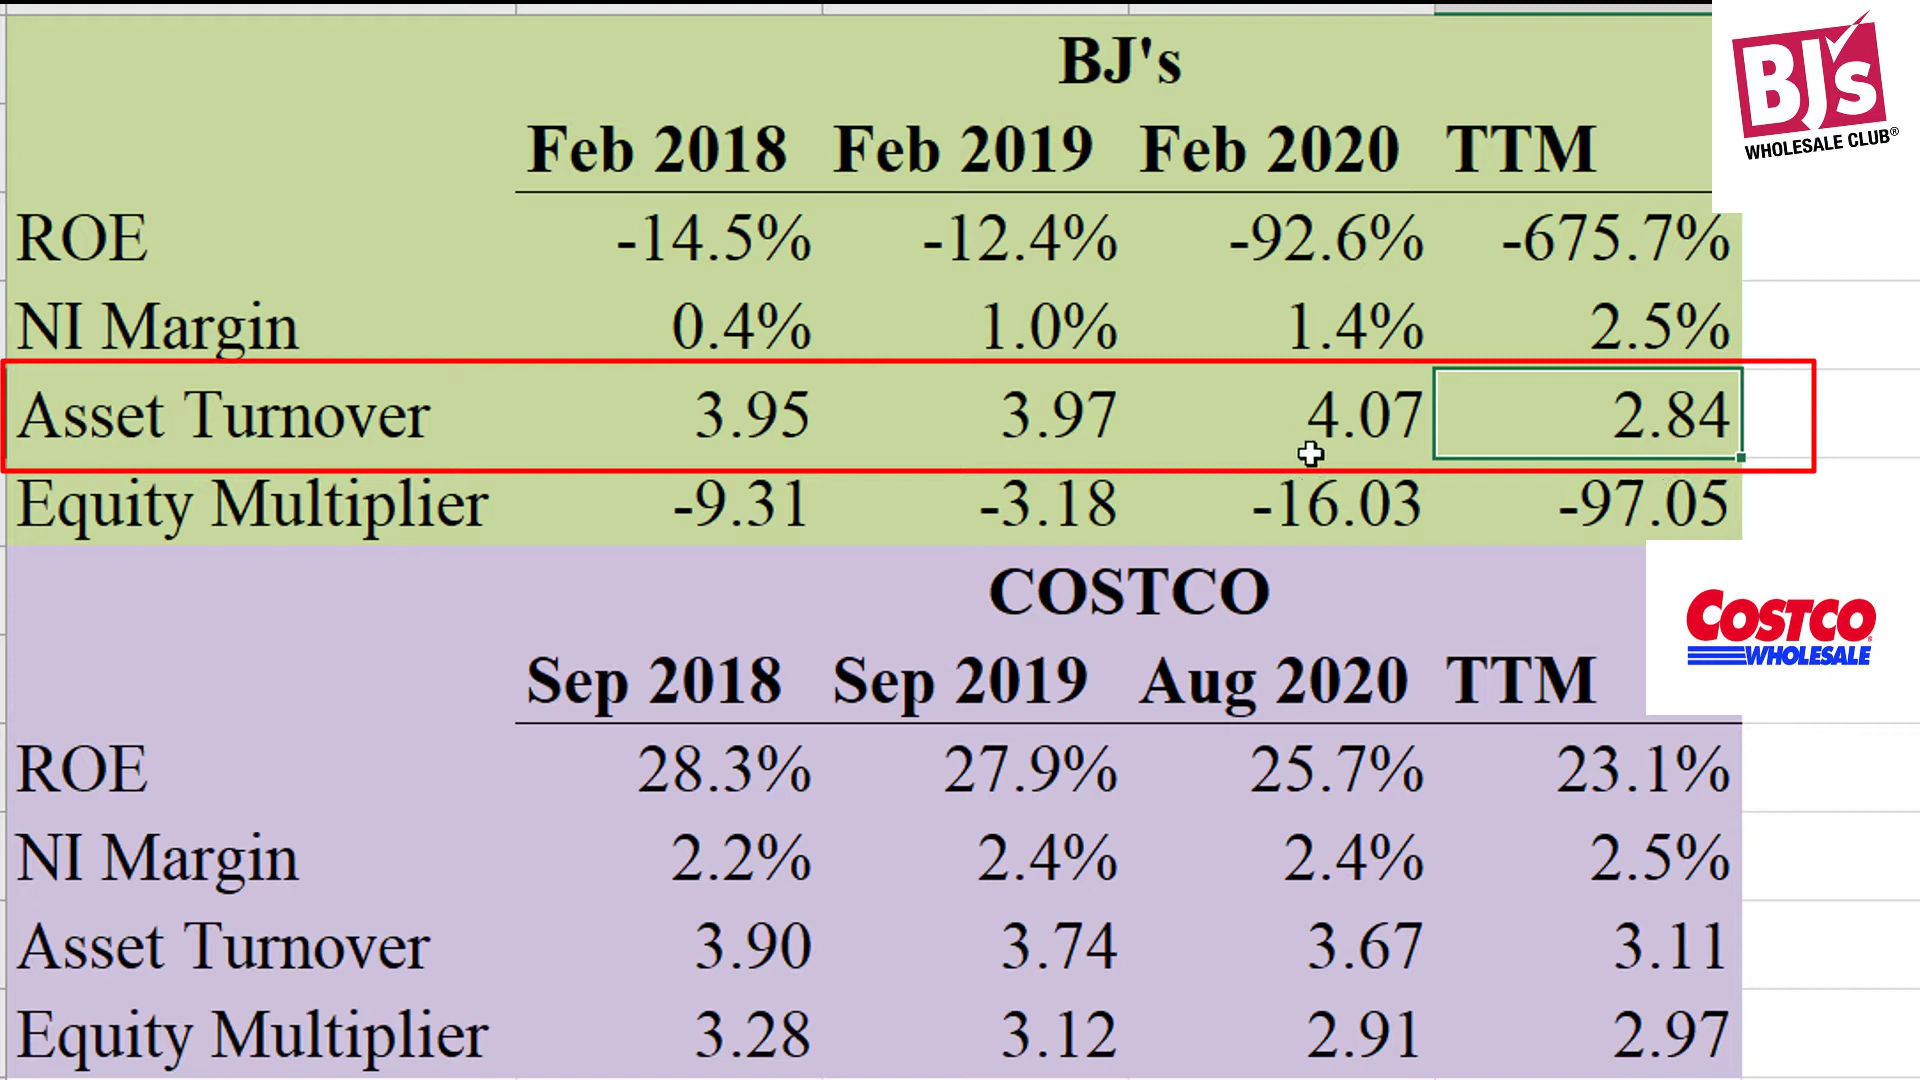 BJ's
Feb 2018 Feb 2019 Feb 2020 TTM
ROE -14.5% -12.4% -92.6% -675.7%
NI Margin 0.4% 1.0% 1.4% 2.5%
Asset Turnover 3.95 3.97 4.07 2.84
Equity Multiplier -9.31 -3.18 -16.03 -97.05
BJ's
WHOLESALE CLUB®
COSTCO
Sep 2018 Sep 2019 Aug 2020 TTM
ROE 28.3% 27.9% 25.7% 23.1%
NI Margin 2.2% 2.4% 2.4% 2.5%
Asset Turnover 3.90 3.74 3.67 3.11
Equity Multiplier 3.28 3.12 2.91 2.97
COSTCO
WHOLESALE